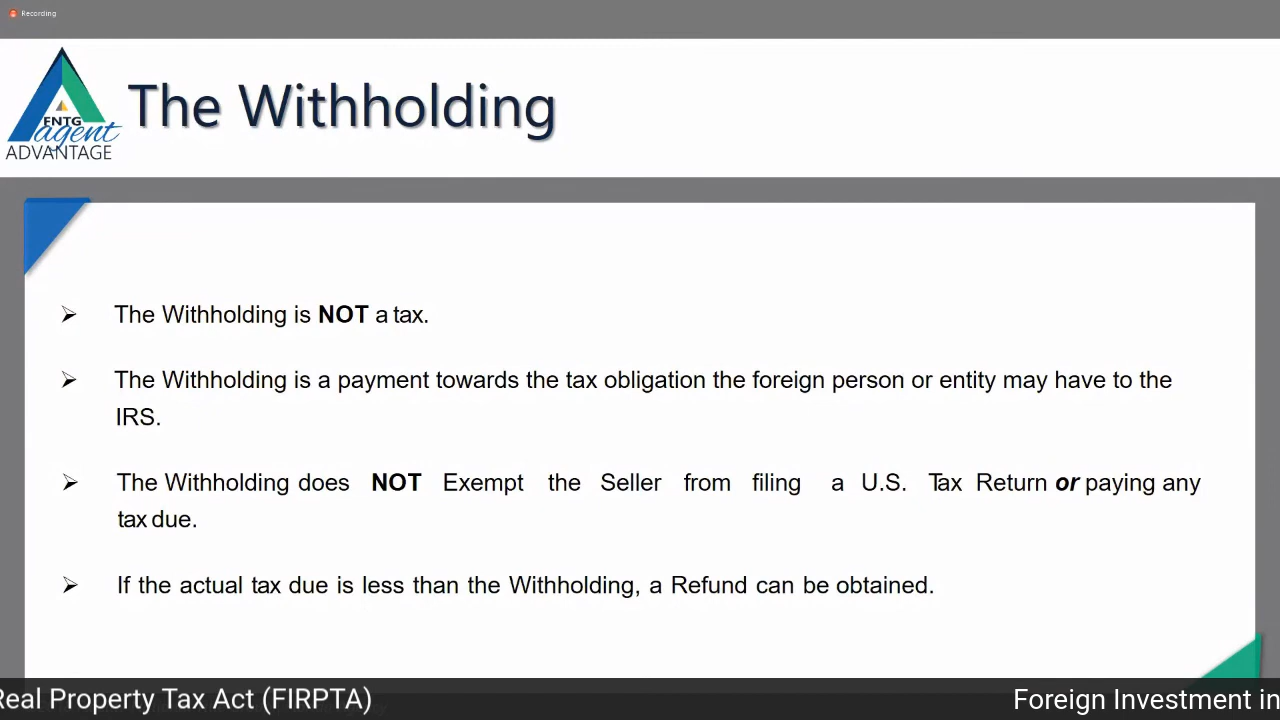 Recording
FNTG
agent
ADVANTAGE
The Withholding
➢ The Withholding is NOT a tax.
➢ The Withholding is a payment towards the tax obligation the foreign person or entity may have to the
IRS.
➢ The Withholding does NOT Exempt the Seller from filing a U.S. Tax Return or paying any
tax due.
➢ If the actual tax due is less than the Withholding, a Refund can be obtained.
Real Property Tax Act (FIRPTA) Foreign Investment in